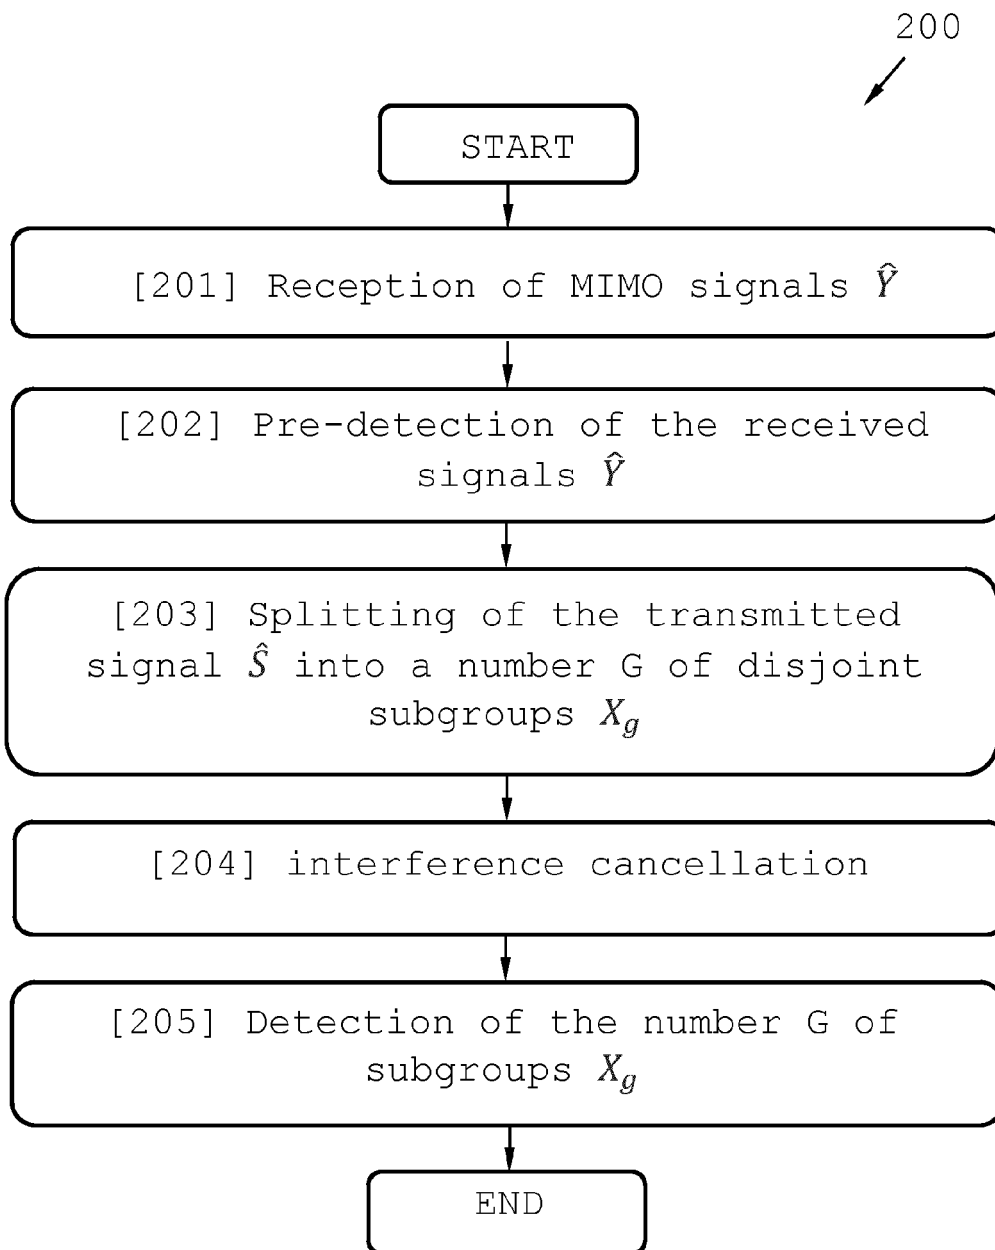 200
START
[201] Reception of MIMO signals Ŷ
[202] Pre-detection of the received
signals Ŷ
[203] Splitting of the transmitted
signal Ŝ into a number G of disjoint
subgroups X_g
[204] interference cancellation
[205] Detection of the number G of
subgroups X_g
END